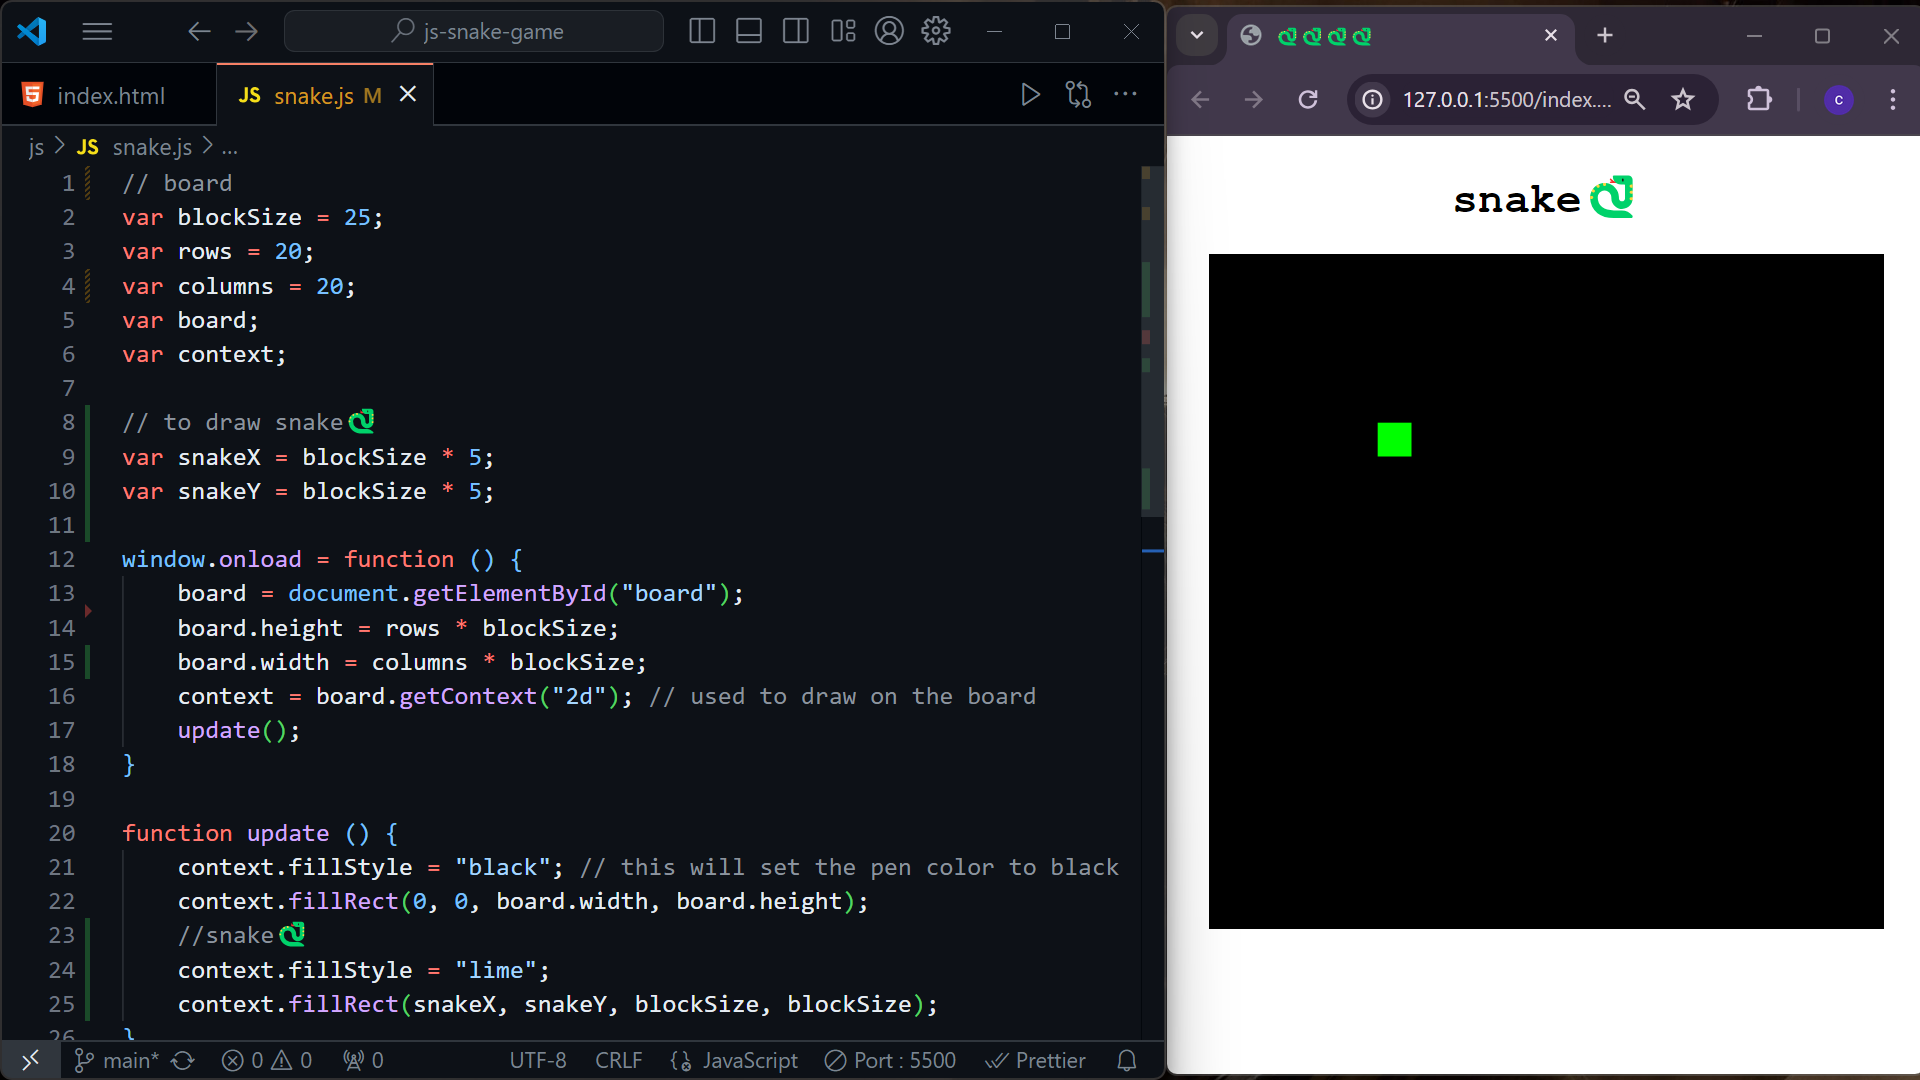 js-snake-game
index.html
JS snake.js M
js > JS snake.js > ...
1 // board
2 var blockSize = 25;
3 var rows = 20;
4 var columns = 20;
5 var board;
6 var context;
7
8 // to draw snake🐍
9 var snakeX = blockSize * 5;
10 var snakeY = blockSize * 5;
11
12 window.onload = function () {
13 board = document.getElementById("board");
14 board.height = rows * blockSize;
15 board.width = columns * blockSize;
16 context = board.getContext("2d"); // used to draw on the board
17 update();
18 }
19
20 function update () {
21 context.fillStyle = "black"; // this will set the pen color to black
22 context.fillRect(0, 0, board.width, board.height);
23 //snake🐍
24 context.fillStyle = "lime";
25 context.fillRect(snakeX, snakeY, blockSize, blockSize);
26 }
main* 0 0 0 UTF-8 CRLF {} JavaScript Port : 5500 Prettier
🐍🐍🐍🐍
127.0.0.1:5500/index.... c
snake🐍